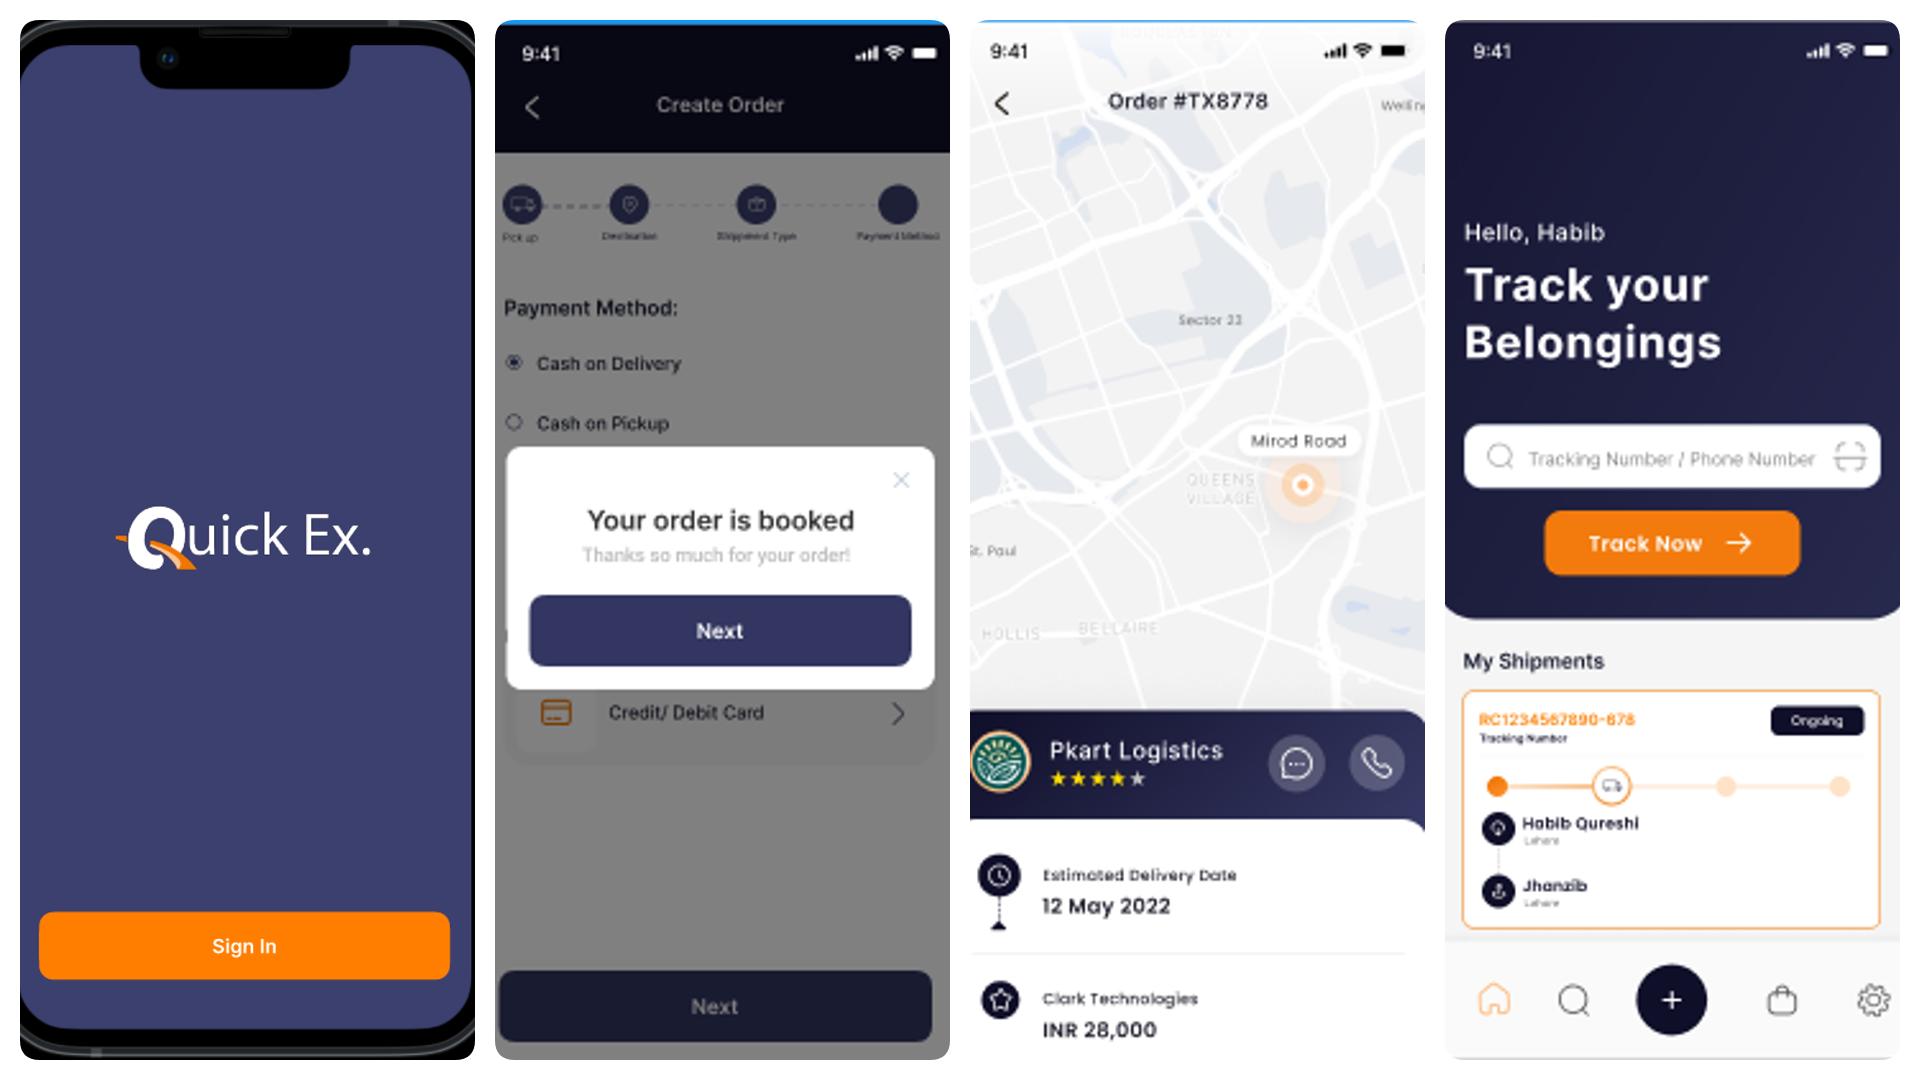 Quick Ex.
Sign In
9:41
Create Order
Pick up
Destination
Shippment Type
Payment Method
Payment Method:
Cash on Delivery
Cash on Pickup
Your order is booked
Thanks so much for your order!
Next
Credit/ Debit Card
Next
9:41
Order #TX8778
Sector 23
Mirod Road
QUEENS
VILLAGE
St. Paul
HOLLIS
BELLAIRE
Pkart Logistics
Estimated Delivery Date
12 May 2022
Clark Technologies
INR 28,000
9:41
Hello, Habib
Track your
Belongings
Tracking Number / Phone Number
Track Now
My Shipments
RC1234567890-678
Ongoing
Tracking Number
Habib Qureshi
Lahore
Jhanzib
Lahore